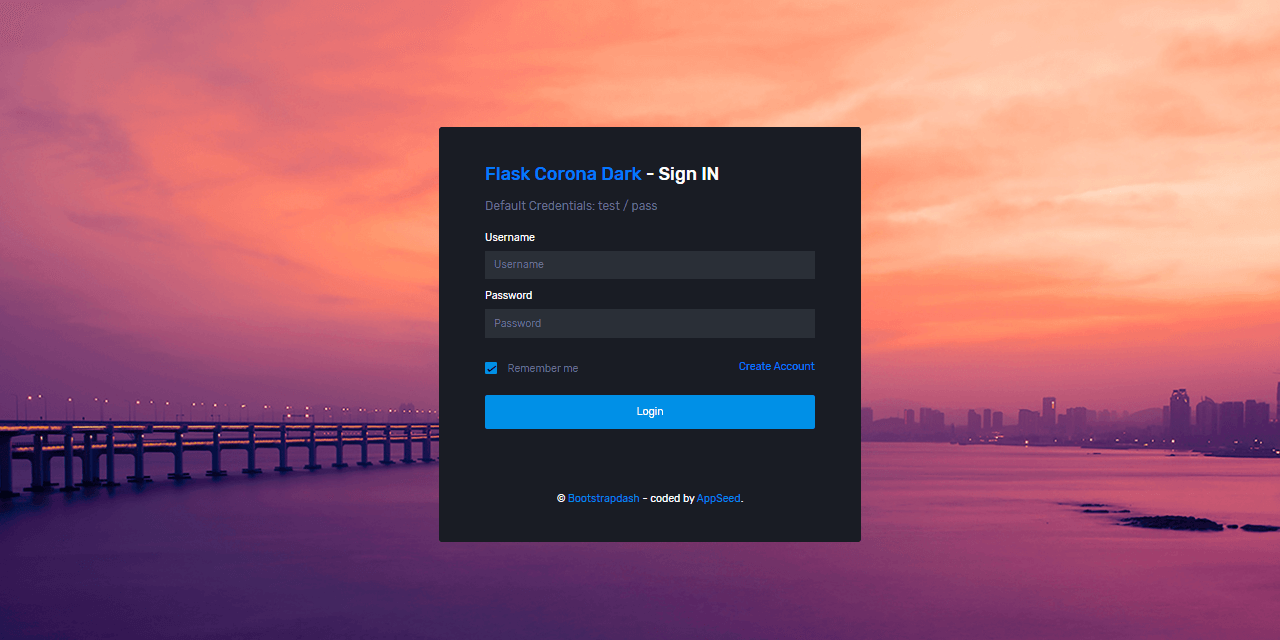 Flask Corona Dark - Sign IN
Default Credentials: test / pass
Username
Username
Password
Password
Remember me
Create Account
Login
© Bootstrapdash - coded by AppSeed.